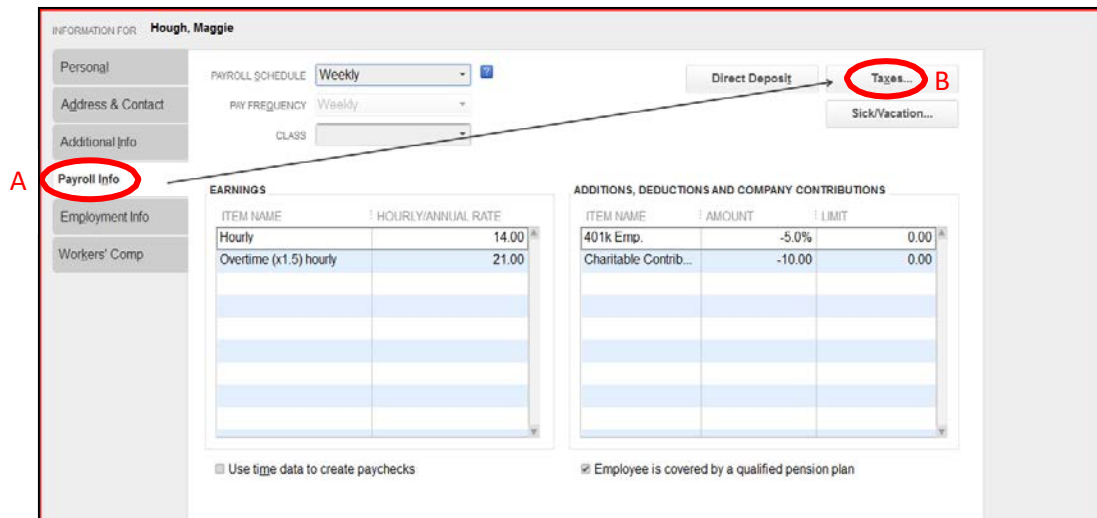 INFORMATION FOR Hough, Maggie
Personal
Address & Contact
Additional Info
A Payroll Info
Employment Info
Workers' Comp
PAYROLL SCHEDULE Weekly ?
PAY FREQUENCY Weekly
CLASS
Direct Deposit
Taxes... B
Sick/Vacation...
EARNINGS
ITEM NAME HOURLY/ANNUAL RATE
Hourly 14.00
Overtime (x1.5) hourly 21.00
Use time data to create paychecks
ADDITIONS, DEDUCTIONS AND COMPANY CONTRIBUTIONS
ITEM NAME AMOUNT LIMIT
401k Emp. -5.0% 0.00
Charitable Contrib... -10.00 0.00
Employee is covered by a qualified pension plan